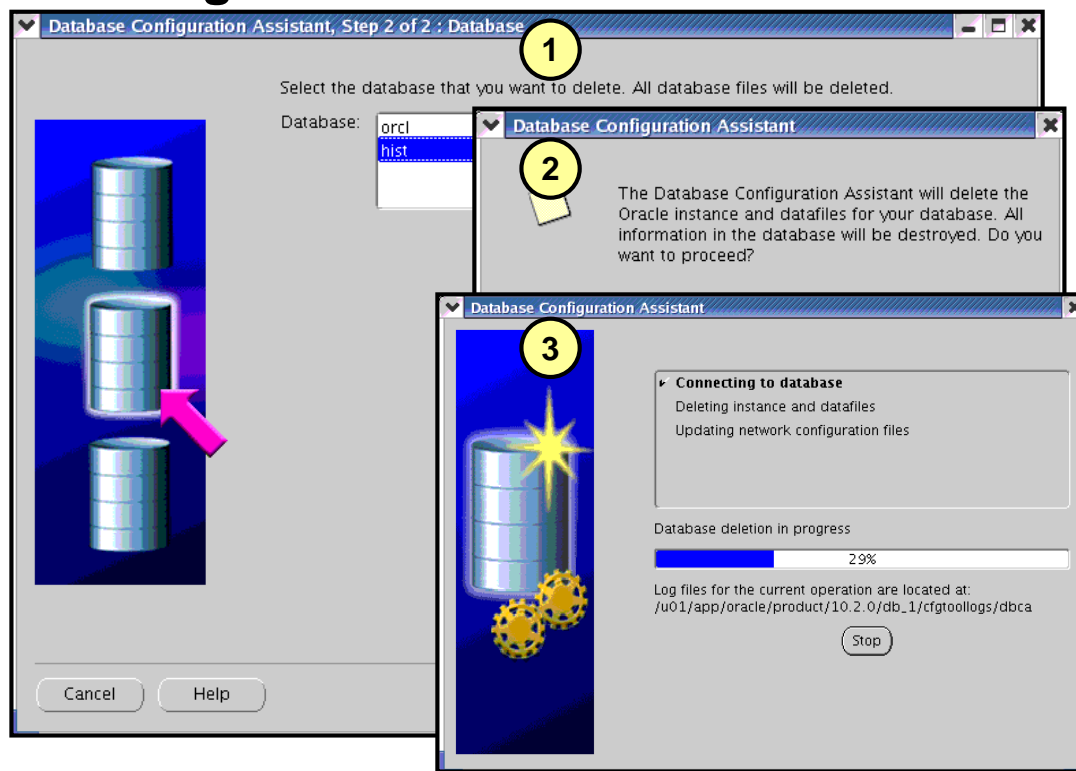 Database Configuration Assistant, Step 2 of 2 : Database
1
Select the database that you want to delete. All database files will be deleted.
Database:
orcl
hist
Database Configuration Assistant
2
The Database Configuration Assistant will delete the
Oracle instance and datafiles for your database. All
information in the database will be destroyed. Do you
want to proceed?
Database Configuration Assistant
3
Connecting to database
Deleting instance and datafiles
Updating network configuration files
Database deletion in progress
29%
Log files for the current operation are located at:
/u01/app/oracle/product/10.2.0/db_1/cfgtoollogs/dbca
Stop
Cancel
Help